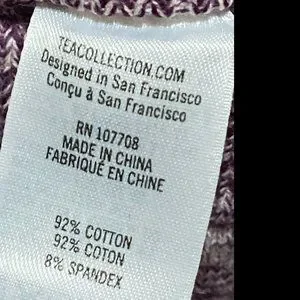 TEACOLLECTION.COM
Designed in San Francisco
Conçu à San Francisco
RN 107708
MADE IN CHINA
FABRIQUÉ EN CHINE
92% COTTON
92% COTON
8% SPANDEX